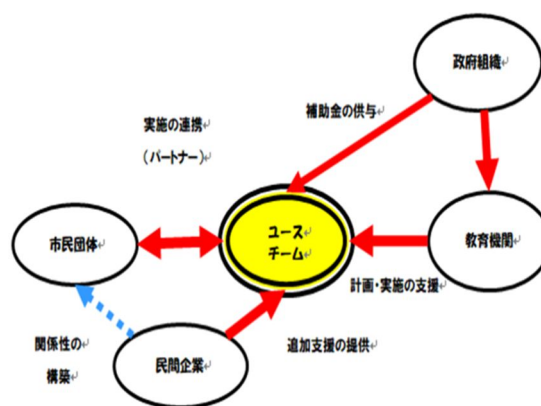 政府組織
補助金の供与
実施の連携
（パートナー）
ユース
チーム
市民団体
教育機関
計画・実施の支援
関係性の
構築
追加支援の提供
民間企業